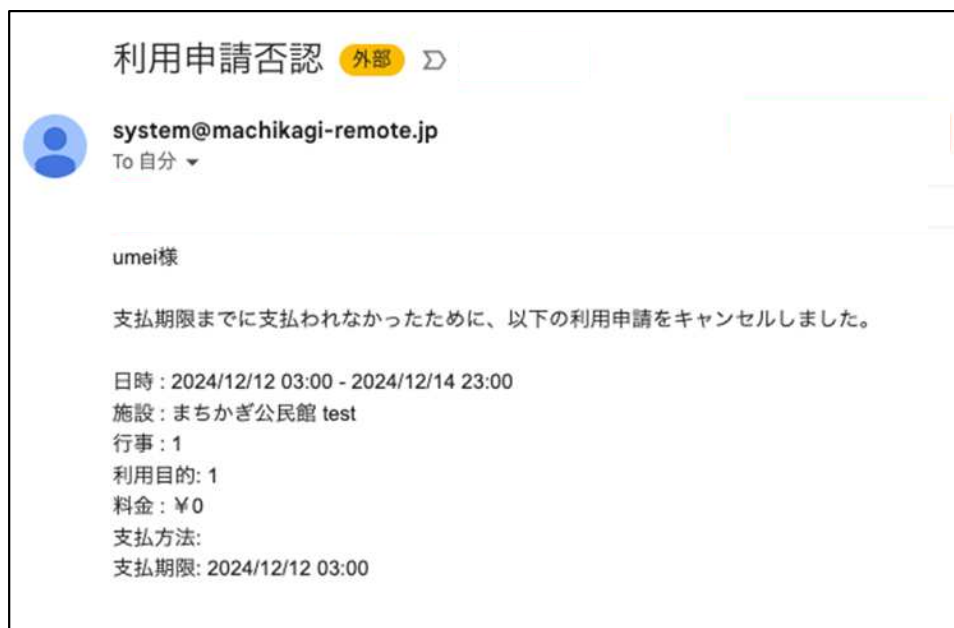 利用申請否認 外部
system@machikagi-remote.jp
To 自分
umei様
支払期限までに支払われなかったために、以下の利用申請をキャンセルしました。
日時 : 2024/12/12 03:00 - 2024/12/14 23:00
施設 : まちかぎ公民館 test
行事 : 1
利用目的: 1
料金 : ¥0
支払方法:
支払期限: 2024/12/12 03:00